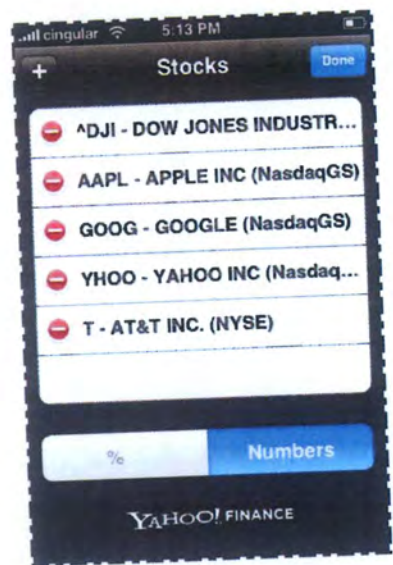 cingular 5:13 PM
+ Stocks Done
^DJI - DOW JONES INDUSTR...
AAPL - APPLE INC (NasdaqGS)
GOOG - GOOGLE (NasdaqGS)
YHOO - YAHOO INC (Nasdaq...
T - AT&T INC. (NYSE)
% Numbers
YAHOO! FINANCE